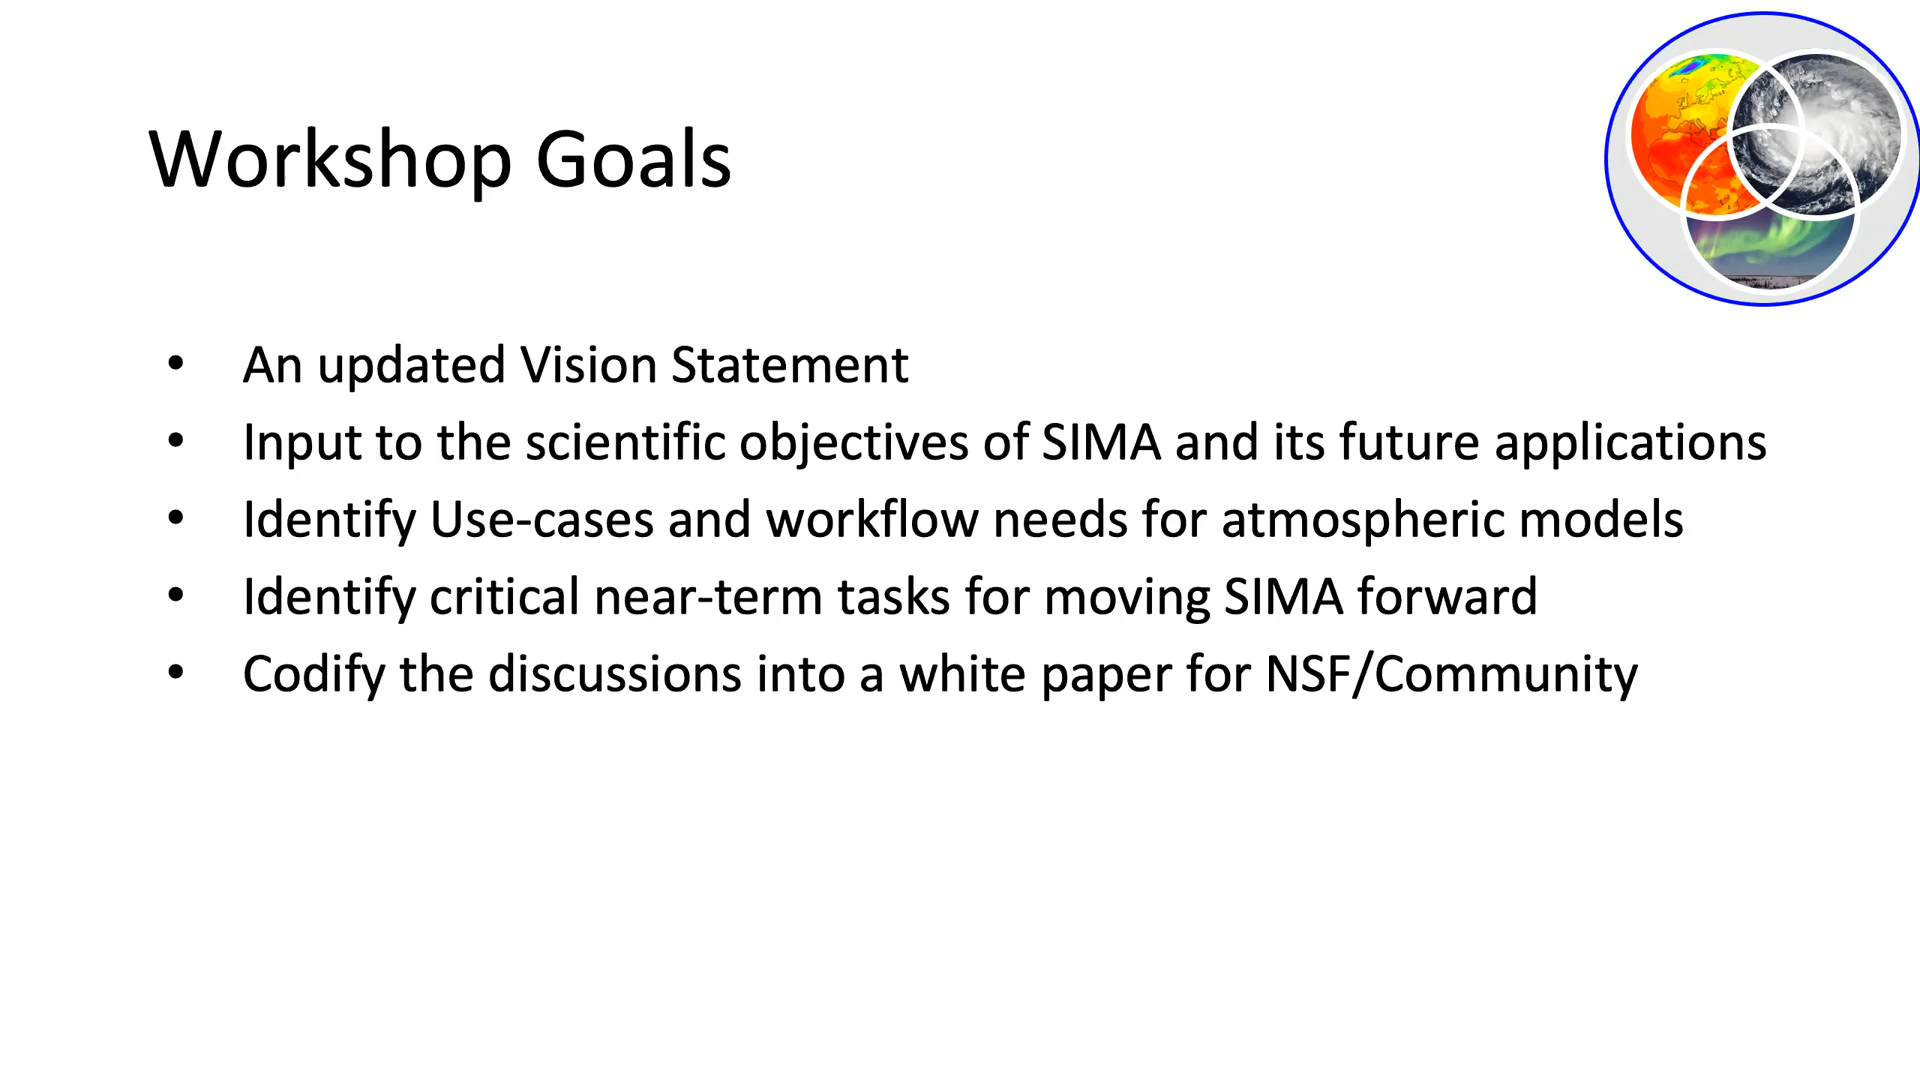 Workshop Goals
• An updated Vision Statement
• Input to the scientific objectives of SIMA and its future applications
• Identify Use-cases and workflow needs for atmospheric models
• Identify critical near-term tasks for moving SIMA forward
• Codify the discussions into a white paper for NSF/Community